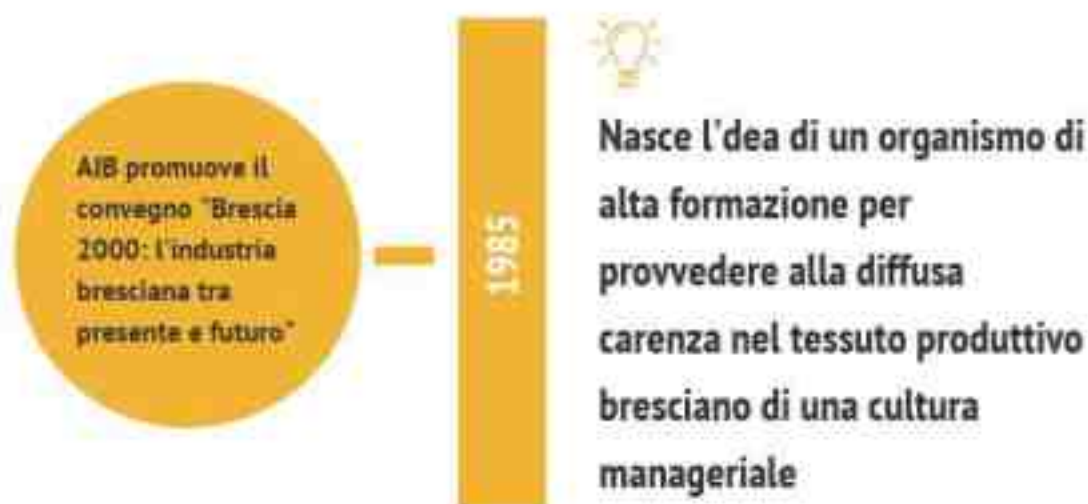 AIB promuove il
convegno "Brescia
2000: l'industria
bresciana tra
presente e futuro"
1985
Nasce l'dea di un organismo di
alta formazione per
provvedere alla diffusa
carenza nel tessuto produttivo
bresciano di una cultura
manageriale